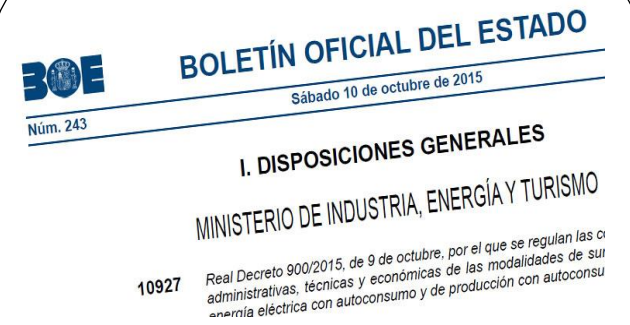 BOE
BOLETÍN OFICIAL DEL ESTADO
Núm. 243
Sábado 10 de octubre de 2015
I. DISPOSICIONES GENERALES
MINISTERIO DE INDUSTRIA, ENERGÍA Y TURISMO
10927
Real Decreto 900/2015, de 9 de octubre, por el que se regulan las
administrativas, técnicas y económicas de las modalidades de
energía eléctrica con autoconsumo y de producción con